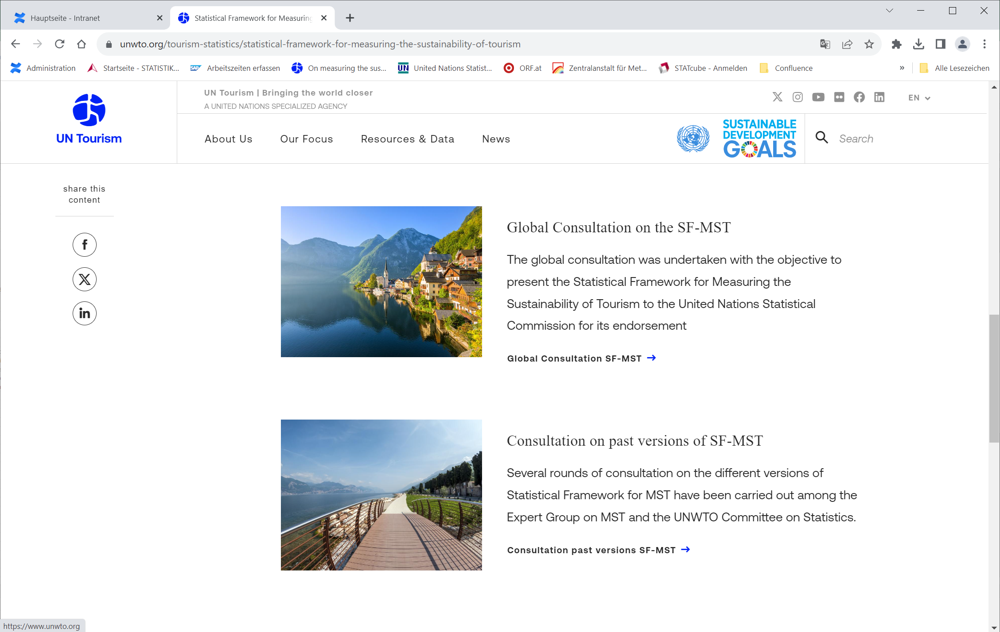 Hauptseite - Intranet
Statistical Framework for Measuring
unwto.org/tourism-statistics/statistical-framework-for-measuring-the-sustainability-of-tourism
Administration
Startseite - STATISTIK...
SAP
Arbeitszeiten erfassen
On measuring the sus...
UN
United Nations Statist...
ORF.at
Zentralanstalt für Met...
STATcube - Anmelden
Confluence
»
Alle Lesezeichen
UN Tourism | Bringing the world closer
A UNITED NATIONS SPECIALIZED AGENCY
EN
UN Tourism
About Us
Our Focus
Resources & Data
News
SUSTAINABLE
DEVELOPMENT
GOALS
Search
share this
content
Global Consultation on the SF-MST
The global consultation was undertaken with the objective to
present the Statistical Framework for Measuring the
Sustainability of Tourism to the United Nations Statistical
Commission for its endorsement
Global Consultation SF-MST
Consultation on past versions of SF-MST
Several rounds of consultation on the different versions of
Statistical Framework for MST have been carried out among the
Expert Group on MST and the UNWTO Committee on Statistics.
Consultation past versions SF-MST
https://www.unwto.org